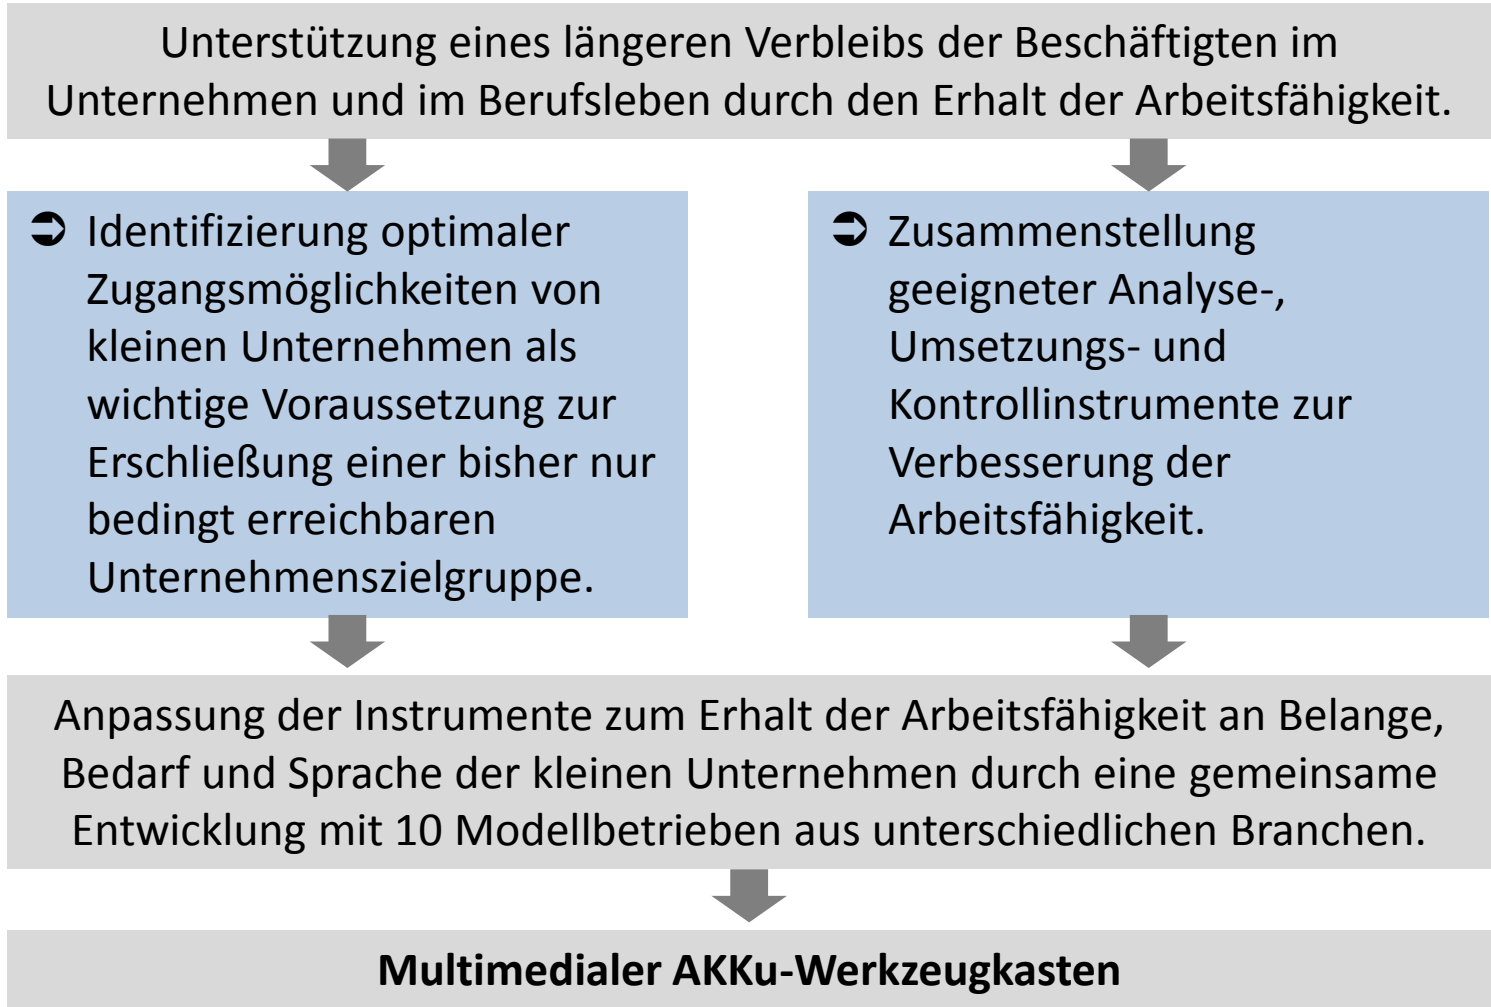 Unterstützung eines längeren Verbleibs der Beschäftigten im
Unternehmen und im Berufsleben durch den Erhalt der Arbeitsfähigkeit.
➲ Identifizierung optimaler
Zugangsmöglichkeiten von
kleinen Unternehmen als
wichtige Voraussetzung zur
Erschließung einer bisher nur
bedingt erreichbaren
Unternehmenszielgruppe.
➲ Zusammenstellung
geeigneter Analyse-,
Umsetzungs- und
Kontrollinstrumente zur
Verbesserung der
Arbeitsfähigkeit.
Anpassung der Instrumente zum Erhalt der Arbeitsfähigkeit an Belange,
Bedarf und Sprache der kleinen Unternehmen durch eine gemeinsame
Entwicklung mit 10 Modellbetrieben aus unterschiedlichen Branchen.
Multimedialer AKKu-Werkzeugkasten